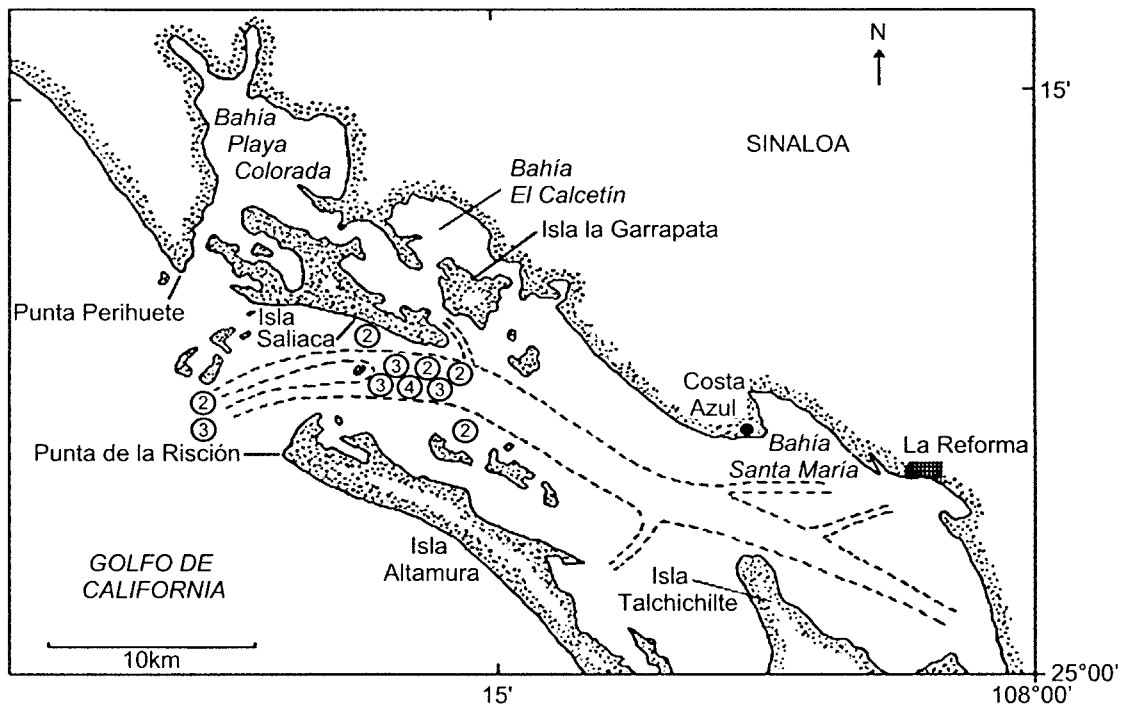 N
15'
SINALOA
Bahía
Playa
Colorada
Bahía
El Calcetín
Isla la Garrapata
Punta Perihuete
Isla
Saliaca
2
3
2
2
3
4
3
2
3
2
Costa
Azul
Bahía
Santa María
La Reforma
Punta de la Riscíón
Isla
Altamura
GOLFO DE
CALIFORNIA
Isla
Talchichilte
10km
15'
25°00'
108°00'